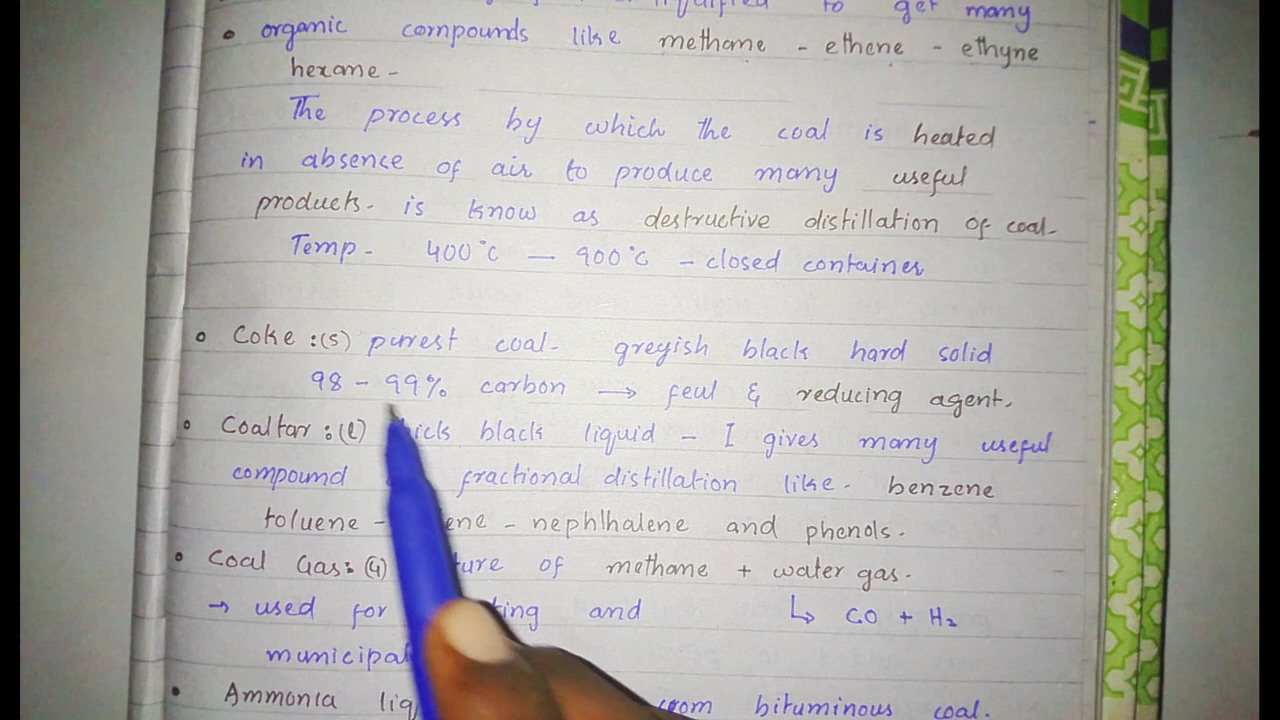 to get many
• organic compounds like methane - ethene - ethyne
hexane -
The process by which the coal is heated
in absence of air to produce many useful
products. is know as destructive distillation of coal.
Temp - 400°C — 900°C - closed container
• Coke :(S) purest coal - greyish black hard solid
98 - 99% carbon → feul & reducing agent.
• Coaltar :(l) black liquid - I gives many useful
compound fractional distillation like - benzene
toluene - - nephthalene and phenols.
• Coal Gas: (G) of methane + water gas.
→ used for and ↳ CO + H₂
municipal
• Ammonia bituminous coal.